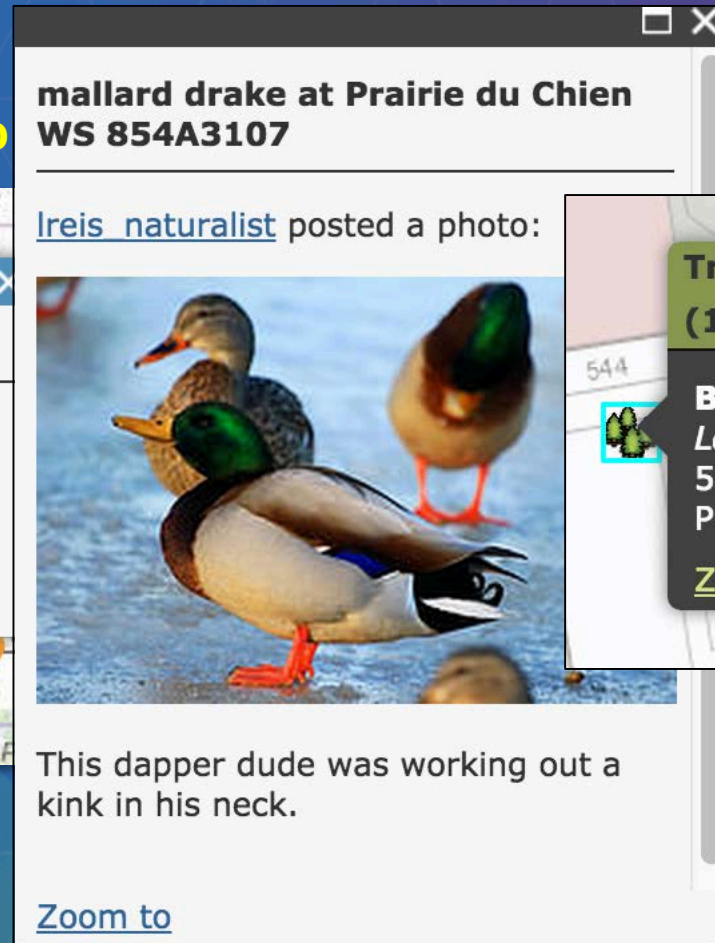 mallard drake at Prairie du Chien
WS 854A3107
lreis_naturalist posted a photo:
544
This dapper dude was working out a
kink in his neck.
Zoom to